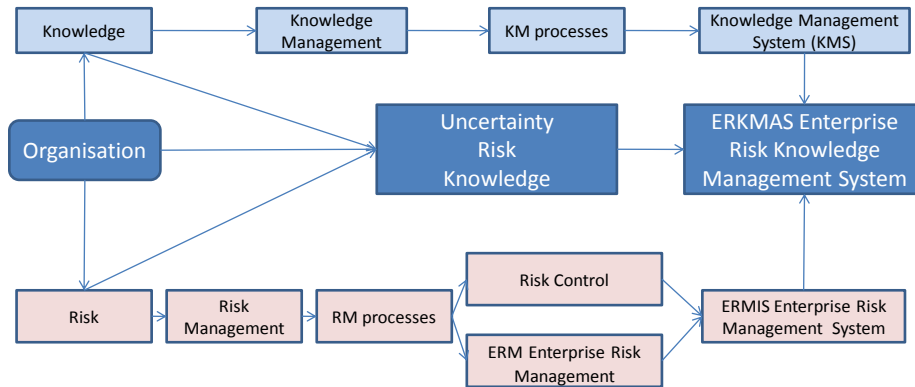 Knowledge
Knowledge
Management
KM processes
Knowledge Management
System (KMS)
Organisation
Uncertainty
Risk
Knowledge
ERKMAS Enterprise
Risk Knowledge
Management System
Risk
Risk
Management
RM processes
Risk Control
ERM Enterprise Risk
Management
ERMIS Enterprise Risk
Management System